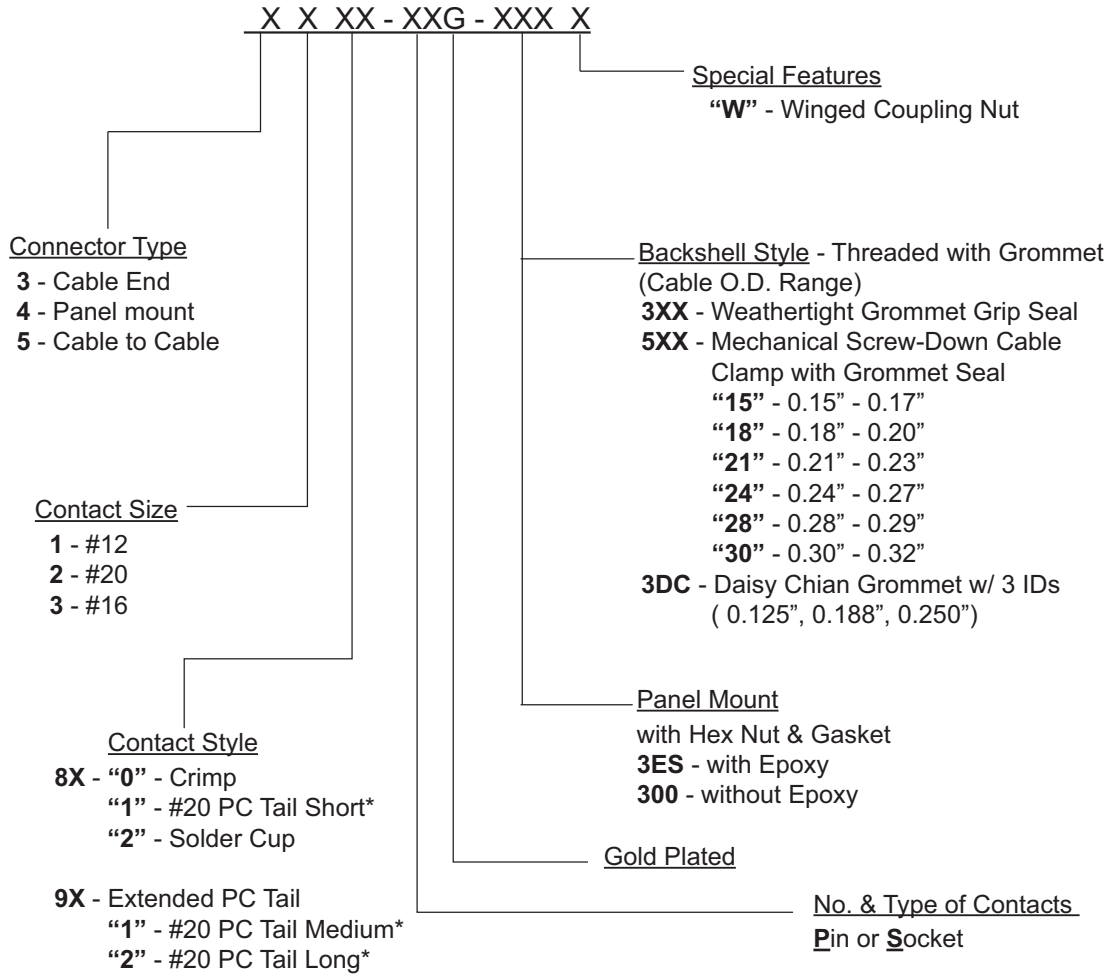 X X XX - XXG - XXX X
Special Features
“W” - Winged Coupling Nut
Connector Type
3 - Cable End
4 - Panel mount
5 - Cable to Cable
Backshell Style - Threaded with Grommet
(Cable O.D. Range)
3XX - Weathertight Grommet Grip Seal
5XX - Mechanical Screw-Down Cable
Clamp with Grommet Seal
“15” - 0.15” - 0.17”
“18” - 0.18” - 0.20”
“21” - 0.21” - 0.23”
“24” - 0.24” - 0.27”
“28” - 0.28” - 0.29”
“30” - 0.30” - 0.32”
3DC - Daisy Chian Grommet w/ 3 IDs
( 0.125”, 0.188”, 0.250”)
Contact Size
1 - #12
2 - #20
3 - #16
Panel Mount
with Hex Nut & Gasket
3ES - with Epoxy
300 - without Epoxy
Contact Style
8X - “0” - Crimp
“1” - #20 PC Tail Short*
“2” - Solder Cup
9X - Extended PC Tail
“1” - #20 PC Tail Medium*
“2” - #20 PC Tail Long*
Gold Plated
No. & Type of Contacts
Pin or Socket